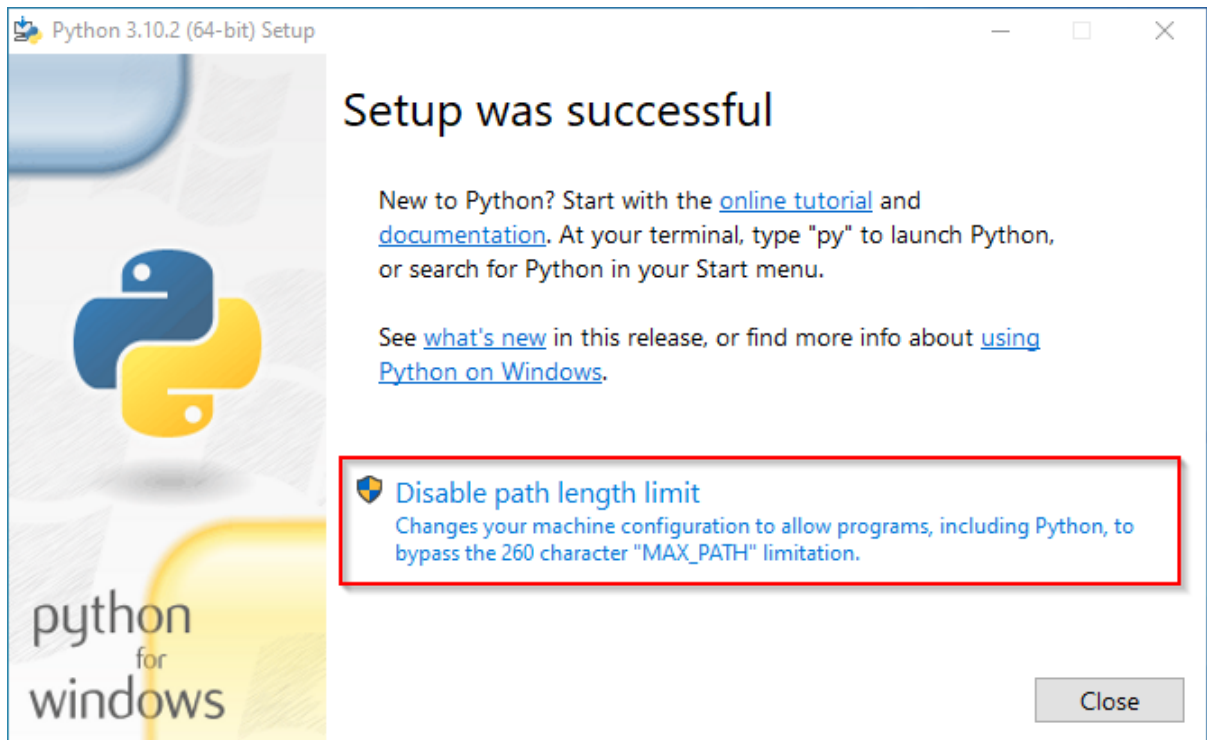 Python 3.10.2 (64-bit) Setup
Setup was successful
New to Python? Start with the online tutorial and
documentation. At your terminal, type "py" to launch Python,
or search for Python in your Start menu.
See what's new in this release, or find more info about using
Python on Windows.
Disable path length limit
Changes your machine configuration to allow programs, including Python, to
bypass the 260 character "MAX_PATH" limitation.
python
for
windows
Close